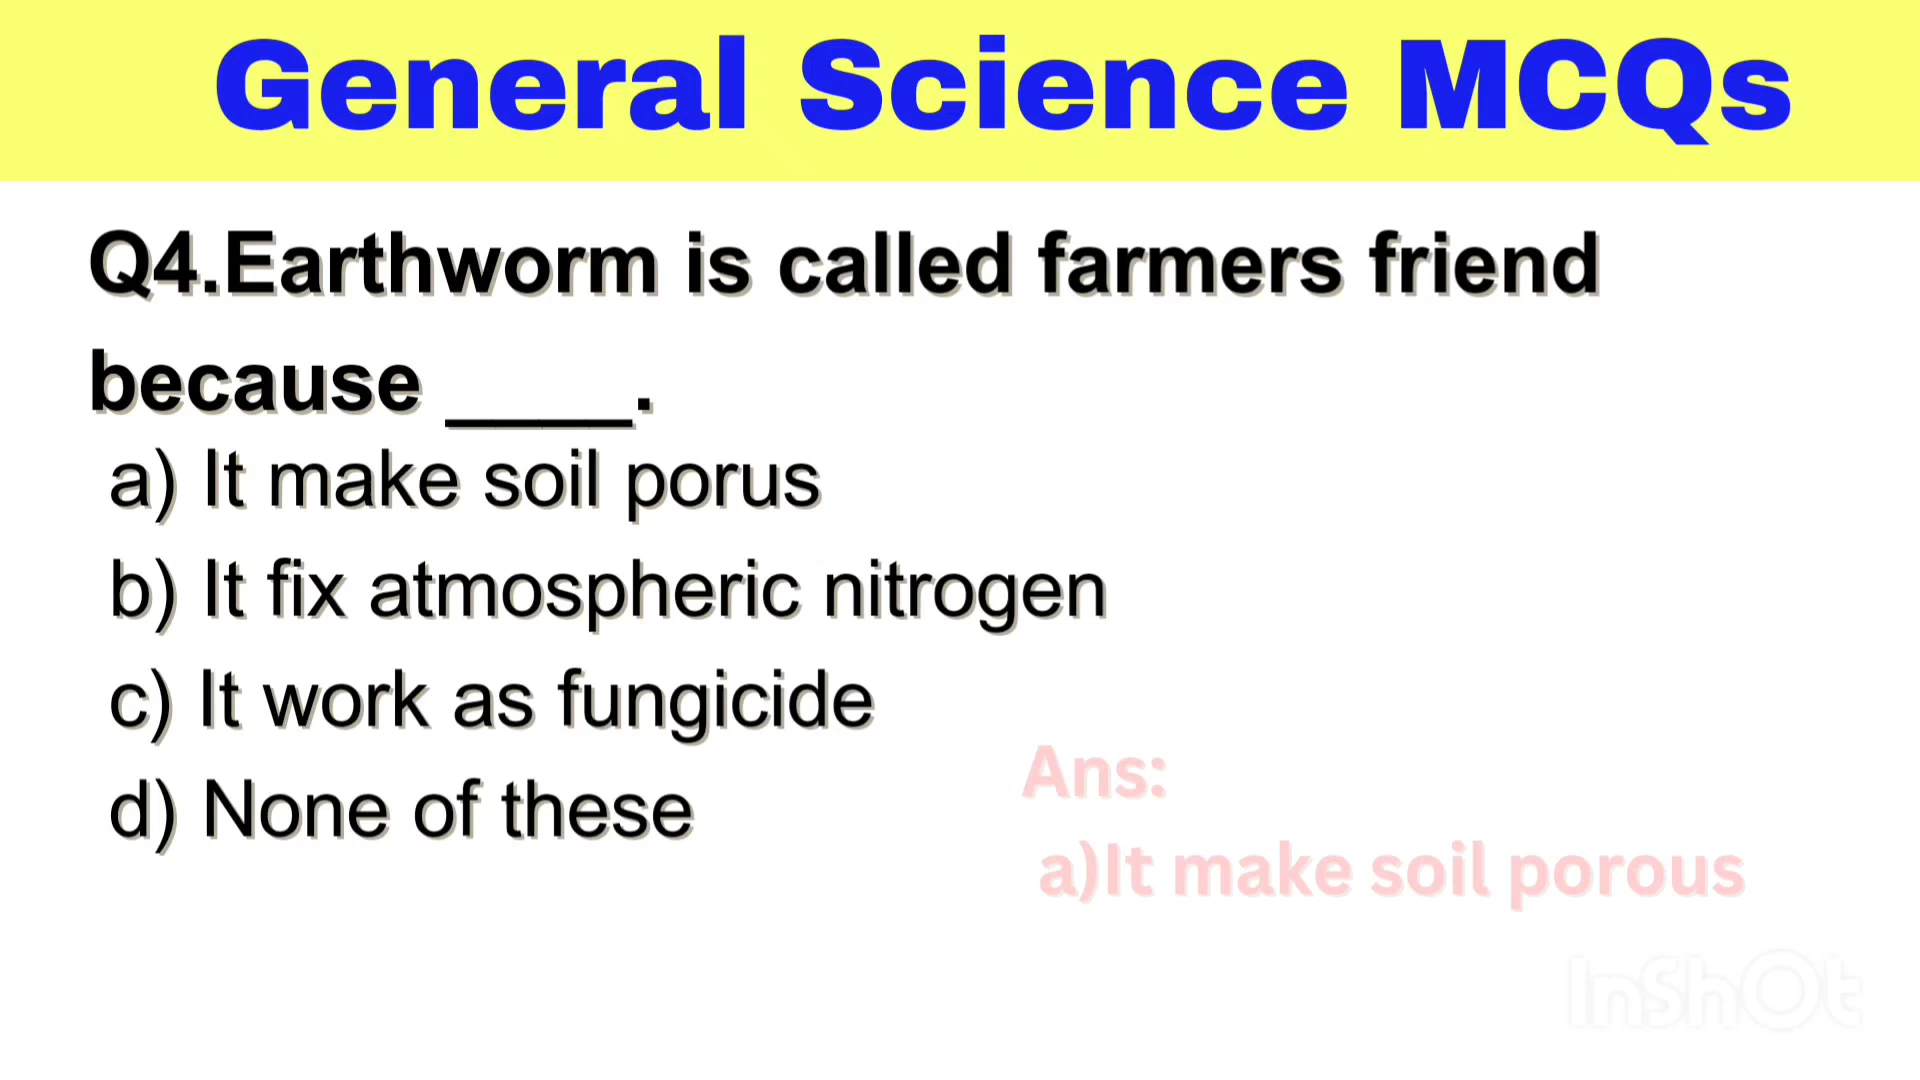 General Science MCQs
Q4.Earthworm is called farmers friend
because ____.
a) It make soil porus
b) It fix atmospheric nitrogen
c) It work as fungicide
d) None of these
Ans:
a)It make soil porous
InShOt